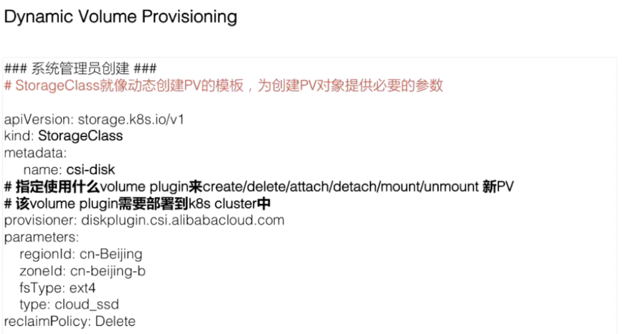 Dynamic Volume Provisioning
### 系统管理员创建 ###
# StorageClass就像动态创建PV的模板，为创建PV对象提供必要的参数
apiVersion: storage.k8s.io/v1
kind: StorageClass
metadata:
name: csi-disk
# 指定使用什么volume plugin来create/delete/attach/detach/mount/unmount 新PV
# 该volume plugin需要部署到k8s cluster中
provisioner: diskplugin.csi.alibabacloud.com
parameters:
regionId: cn-Beijing
zoneId: cn-beijing-b
fsType: ext4
type: cloud_ssd
reclaimPolicy: Delete